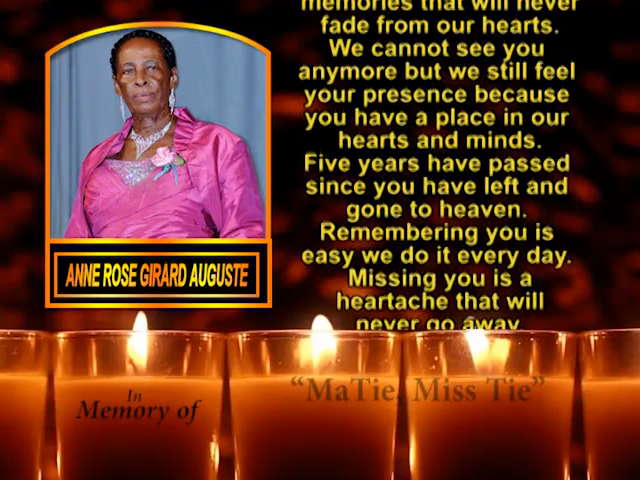 memories that will never
fade from our hearts.
We cannot see you
anymore but we still feel
your presence because
you have a place in our
hearts and minds.
Five years have passed
since you have left and
gone to heaven.
Remembering you is
easy we do it every day.
Missing you is a
heartache that will
never go away
ANNE ROSE GIRARD AUGUSTE
In
Memory of
“MaTie, Miss Tie”